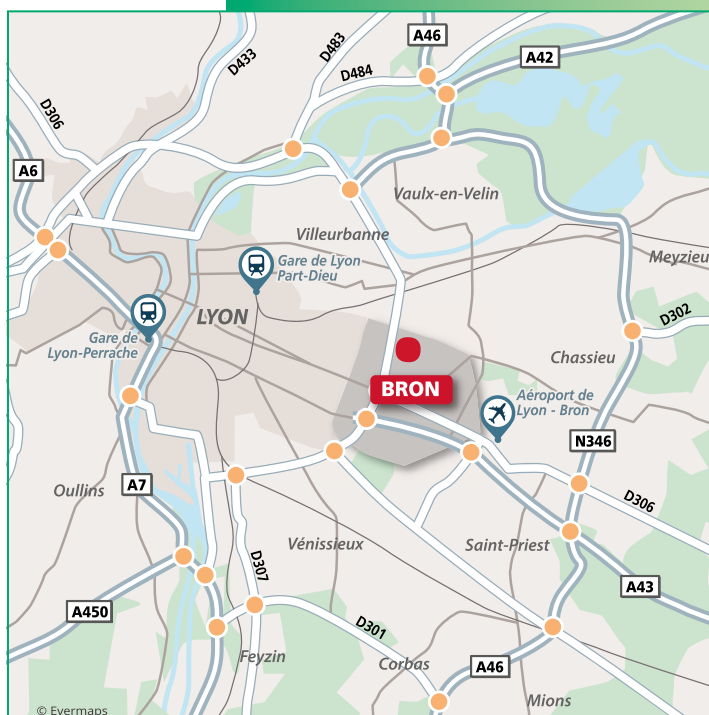 A46
D483
D433
A42
D484
D306
A6
Vaulx-en-Velin
Villeurbanne
Meyzieu
Gare de Lyon
Part-Dieu
LYON
D302
Gare de
Lyon-Perrache
Chassieu
BRON
Aéroport de
Lyon - Bron
N346
A7
Oullins
D306
Vénissieux
Saint-Priest
D307
A43
A450
D301
Feyzin
Corbas
A46
Mions
© Evermaps